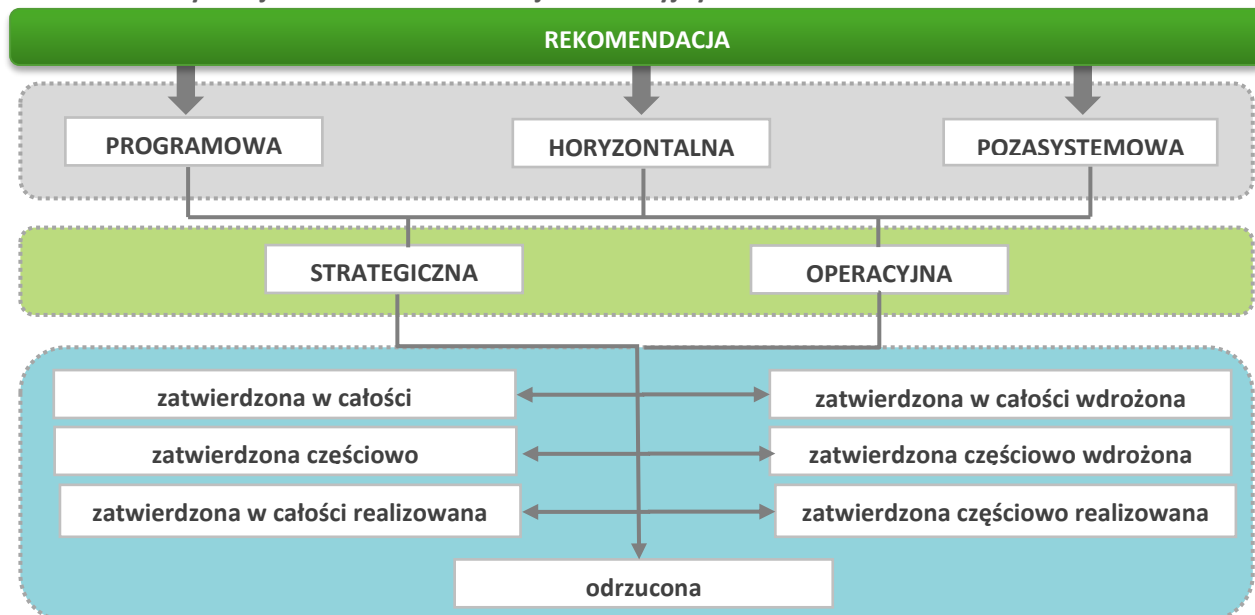 REKOMENDACJA
PROGRAMOWA
HORYZONTALNA
POZASYSTEMOWA
STRATEGICZNA
OPERACYJNA
zatwierdzona w całości
zatwierdzona w całości wdrożona
zatwierdzona cześciowo
zatwierdzona częściowo wdrożona
zatwierdzona w całości realizowana
zatwierdzona częściowo realizowana
odrzucona